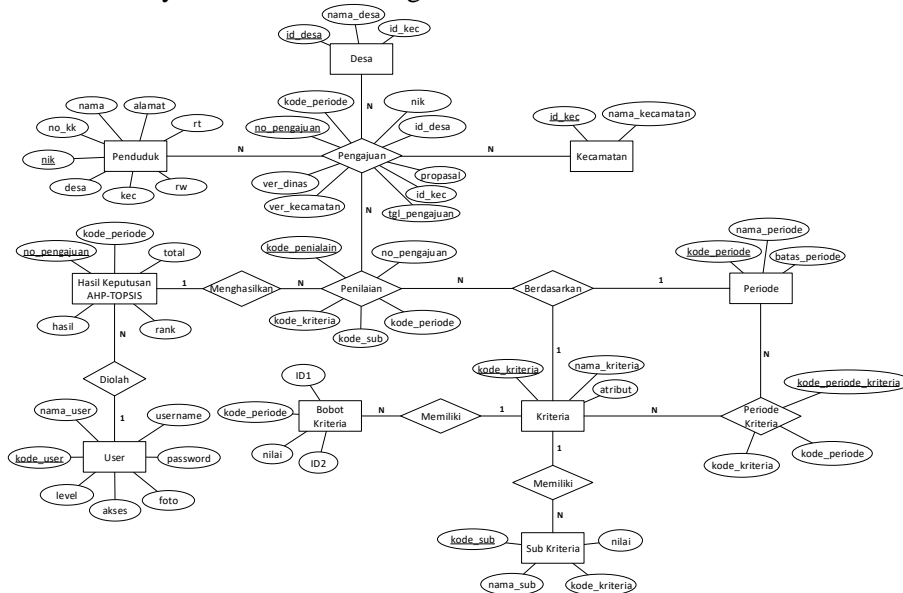 nama_desa
id_desa
id_kec
Desa
N
kode_periode
nik
no_pengajuan
id_desa
nama
alamat
no_kk
rt
Penduduk
nik
desa
kec
rw
N
Pengajuan
N
ver_dinas
ver_kecamatan
propasal
id_kec
tgl_pengajuan
id_kec
nama_kecamatan
Kecamatan
N
kode_periode
no_pengajuan
total
Hasil Keputusan
AHP-TOPSIS
hasil
rank
1
Menghasilkan
N
kode_penialain
no_pengajuan
Penilaian
kode_kriteria
kode_sub
kode_periode
N
Berdasarkan
1
nama_periode
kode_periode
batas_periode
Periode
N
Diolah
1
nama_user
username
kode_user
User
password
level
akses
foto
ID1
kode_periode
Bobot
Kriteria
nilai
ID2
N
Memiliki
1
1
kode_kriteria
nama_kriteria
atribut
Kriteria
N
N
Periode
Kriteria
kode_periode_kriteria
kode_periode
kode_kriteria
1
Memiliki
N
kode_sub
Sub Kriteria
nilai
nama_sub
kode_kriteria